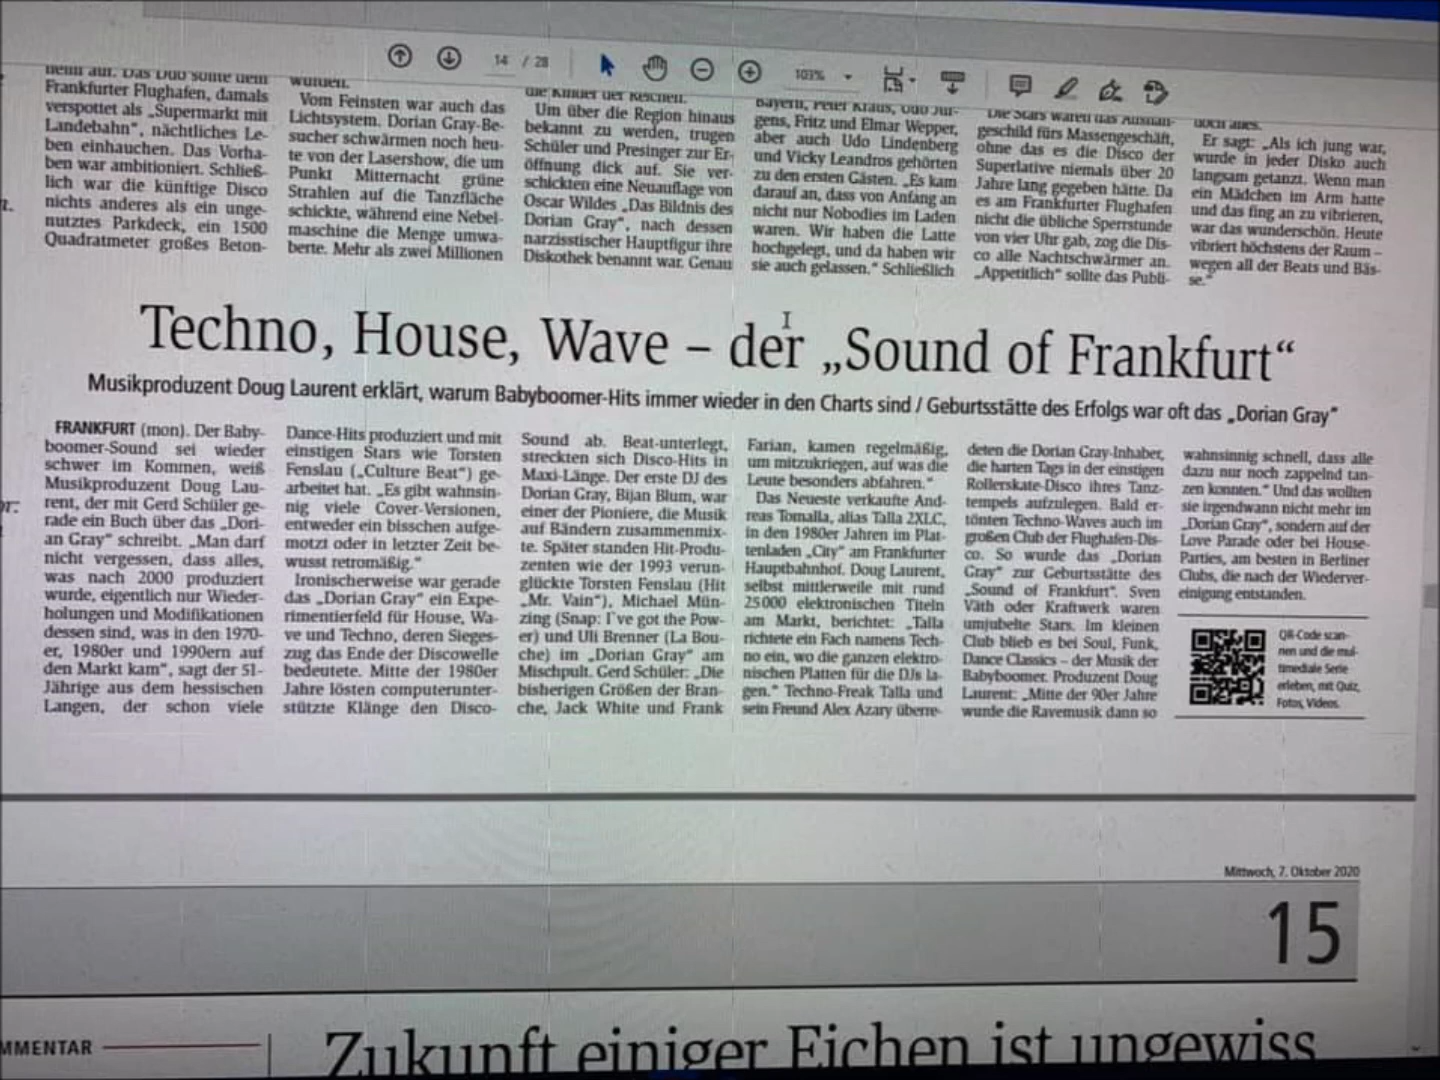 14 / 28
103%
denn auf. Das Duo sollte dem
Frankfurter Flughafen, damals
verspottet als „Supermarkt mit
Landebahn“, nächtliches Le-
ben einhauchen. Das Vorha-
ben war ambitioniert. Schließ-
lich war die künftige Disco
nichts anderes als ein unge-
nutztes Parkdeck, ein 1500
Quadratmeter großes Beton-
wurden.
Vom Feinsten war auch das
Lichtsystem. Dorian Gray-Be-
sucher schwärmen noch heu-
te von der Lasershow, die um
Punkt Mitternacht grüne
Strahlen auf die Tanzfläche
schickte, während eine Nebel-
maschine die Menge umwa-
berte. Mehr als zwei Millionen
die Kinder der Reichen.
Um über die Region hinaus
bekannt zu werden, trugen
Schüler und Presinger zur Er-
öffnung dick auf. Sie ver-
schickten eine Neuauflage von
Oscar Wildes „Das Bildnis des
Dorian Gray“, nach dessen
narzisstischer Hauptfigur ihre
Diskothek benannt war. Genau
Bayern, Peter Kraus, Udo Jür-
gens, Fritz und Elmar Wepper,
aber auch Udo Lindenberg
und Vicky Leandros gehörten
zu den ersten Gästen. „Es kam
darauf an, dass von Anfang an
nicht nur Nobodies im Laden
waren. Wir haben die Latte
hochgelegt, und da haben wir
sie auch gelassen.“ Schließlich
Die Stars waren das Aushän-
geschild fürs Massengeschäft,
ohne das es die Disco der
Superlative niemals über 20
Jahre lang gegeben hätte. Da
es am Frankfurter Flughafen
nicht die übliche Sperrstunde
von vier Uhr gab, zog die Dis-
co alle Nachtschwärmer an.
„Appetitlich“ sollte das Publi-
doch alles.
Er sagt: „Als ich jung war,
wurde in jeder Disko auch
langsam getanzt. Wenn man
ein Mädchen im Arm hatte
und das fing an zu vibrieren,
war das wunderschön. Heute
vibriert höchstens der Raum –
wegen all der Beats und Bäs-
se.“
Techno, House, Wave – der „Sound of Frankfurt“
Musikproduzent Doug Laurent erklärt, warum Babyboomer-Hits immer wieder in den Charts sind / Geburtsstätte des Erfolgs war oft das „Dorian Gray“
FRANKFURT (mon). Der Baby-
boomer-Sound sei wieder
schwer im Kommen, weiß
Musikproduzent Doug Lau-
rent, der mit Gerd Schüler ge-
rade ein Buch über das „Dori-
an Gray“ schreibt. „Man darf
nicht vergessen, dass alles,
was nach 2000 produziert
wurde, eigentlich nur Wieder-
holungen und Modifikationen
dessen sind, was in den 1970-
er, 1980ern und 1990ern auf
den Markt kam“, sagt der 51-
Jährige aus dem hessischen
Langen, der schon viele
Dance-Hits produziert und mit
einstigen Stars wie Torsten
Fenslau („Culture Beat“) ge-
arbeitet hat. „Es gibt wahnsin-
nig viele Cover-Versionen,
entweder ein bisschen aufge-
motzt oder in letzter Zeit be-
wusst retromäßig.“
Ironischerweise war gerade
das „Dorian Gray“ ein Expe-
rimentierfeld für House, Wa-
ve und Techno, deren Sieges-
zug das Ende der Discowelle
bedeutete. Mitte der 1980er
Jahre lösten computerunter-
stützte Klänge den Disco-
Sound ab. Beat-unterlegt,
streckten sich Disco-Hits in
Maxi-Länge. Der erste DJ des
Dorian Gray, Bijan Blum, war
einer der Pioniere, die Musik
auf Bändern zusammenmix-
te. Später standen Hit-Produ-
zenten wie der 1993 verun-
glückte Torsten Fenslau (Hit
„Mr. Vain“), Michael Mün-
zing (Snap: I've got the Pow-
er) und Uli Brenner (La Bou-
che) im „Dorian Gray“ am
Mischpult. Gerd Schüler: „Die
bisherigen Größen der Bran-
che, Jack White und Frank
Farian, kamen regelmäßig,
um mitzukriegen, auf was die
Leute besonders abfahren.“
Das Neueste verkaufte And-
reas Tomalla, alias Talla 2XLC,
in den 1980er Jahren im Plat-
tenladen „City“ am Frankfurter
Hauptbahnhof. Doug Laurent,
selbst mittlerweile mit rund
25000 elektronischen Titeln
am Markt, berichtet: „Talla
richtete ein Fach namens Tech-
no ein, wo die ganzen elektro-
nischen Platten für die DJs la-
gen.“ Techno-Freak Talla und
sein Freund Alex Azary überre-
deten die Dorian Gray-Inhaber,
die harten Tags in der einstigen
Rollerskate-Disco ihres Tanz-
tempels aufzulegen. Bald er-
tönten Techno-Waves auch im
großen Club der Flughafen-Dis-
co. So wurde das „Dorian
Gray“ zur Geburtsstätte des
„Sound of Frankfurt“. Sven
Väth oder Kraftwerk waren
umjubelte Stars. Im kleinen
Club blieb es bei Soul, Funk,
Dance Classics – der Musik der
Babyboomer. Produzent Doug
Laurent: „Mitte der 90er Jahre
wurde die Ravemusik dann so
wahnsinnig schnell, dass alle
dazu nur noch zappelnd tan-
zen konnten.“ Und das wollten
sie irgendwann nicht mehr im
„Dorian Gray“, sondern auf der
Love Parade oder bei House-
Parties, am besten in Berliner
Clubs, die nach der Wiederver-
einigung entstanden.
QR-Code scan-
nen und die mul-
timediale Serie
erleben, mit Quiz,
Fotos, Videos.
Mittwoch, 7. Oktober 2020
15
MMENTAR
Zukunft einiger Eichen ist ungewiss